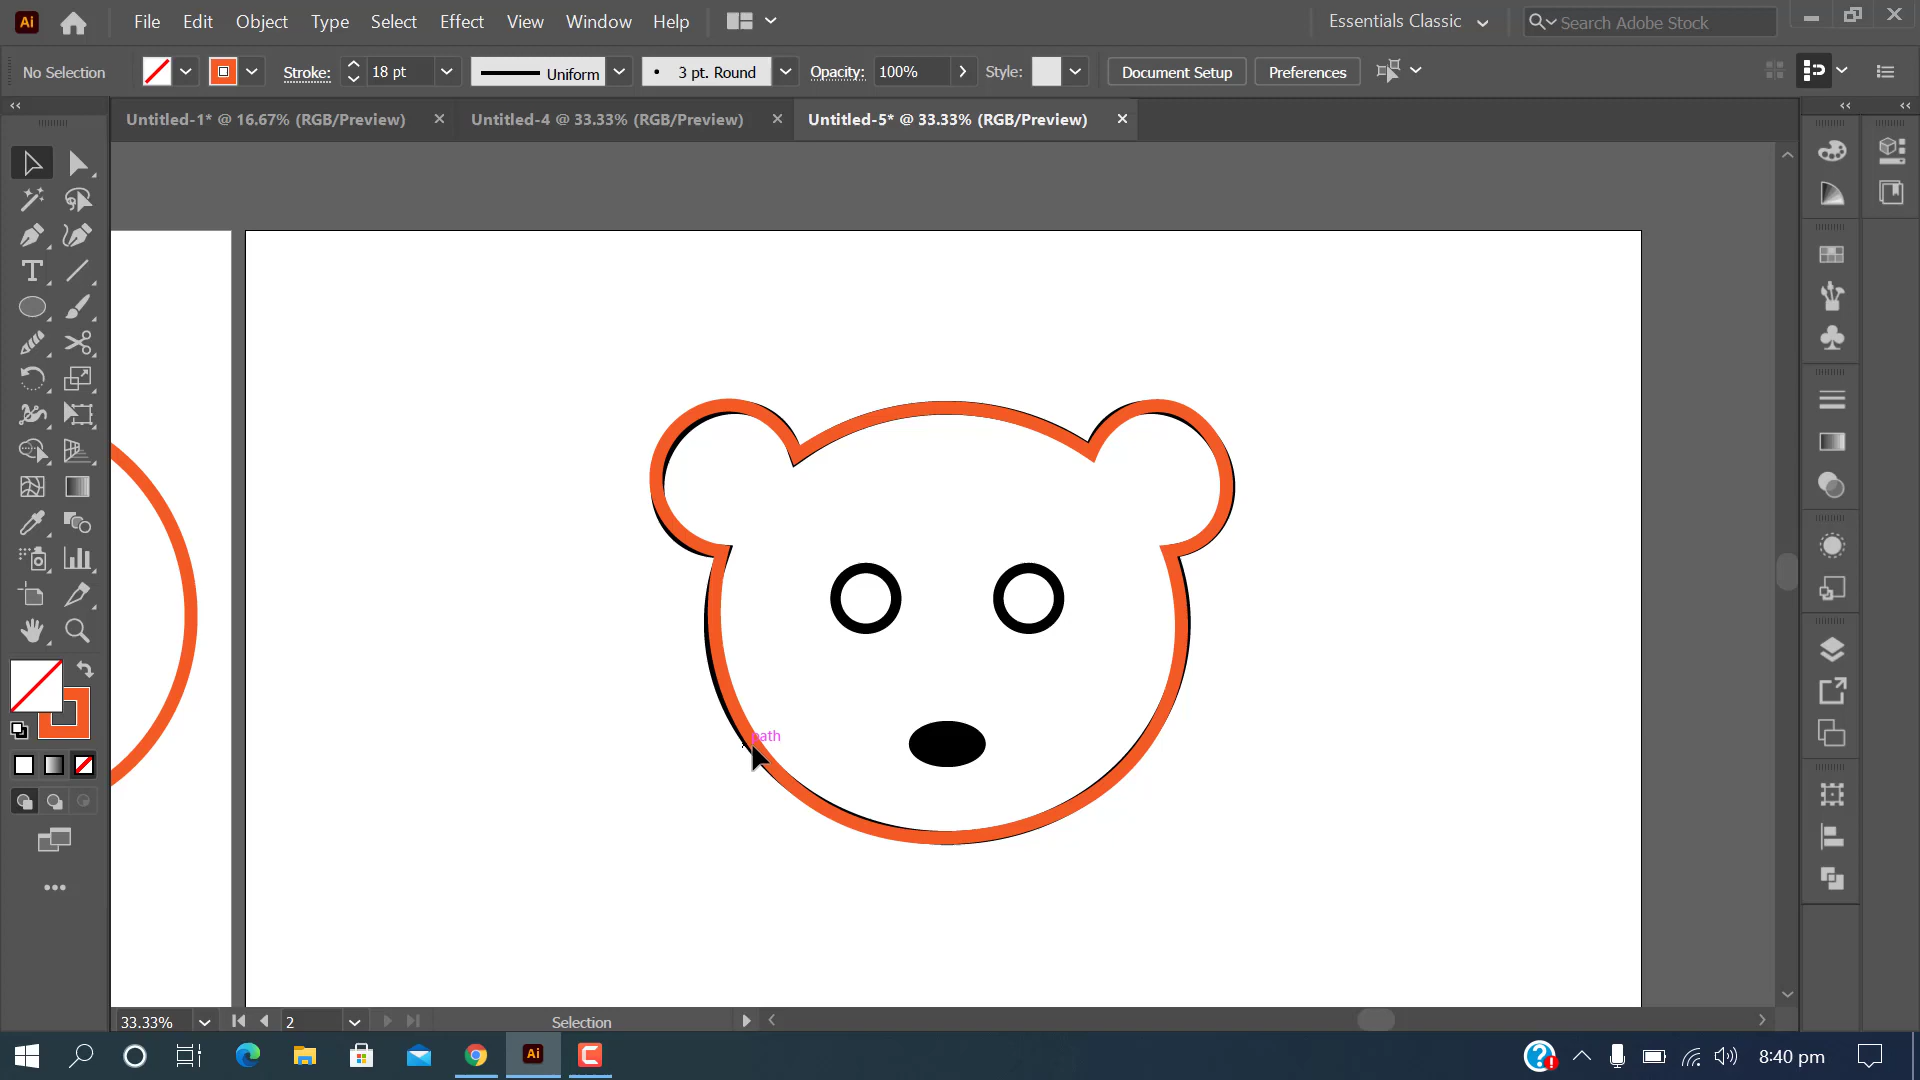 Ai File Edit Object Type Select Effect View Window Help Essentials Classic Search Adobe Stock
No Selection Stroke: 18 pt Uniform 3 pt. Round Opacity: 100% Style: Document Setup Preferences
Untitled-1* @ 16.67% (RGB/Preview) Untitled-4 @ 33.33% (RGB/Preview) Untitled-5* @ 33.33% (RGB/Preview)
path
33.33% 2 Selection
Ai 8:40 pm